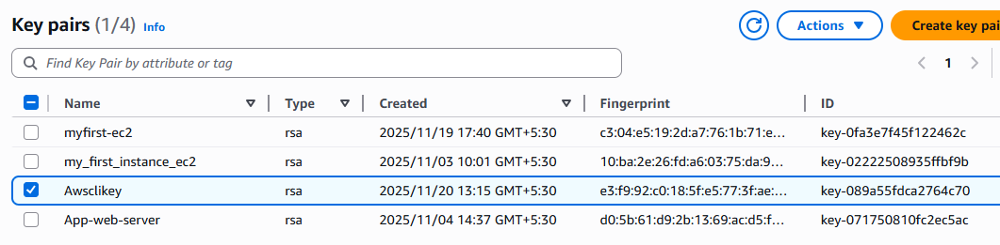 Key pairs (1/4) Info Actions Create key pai
Find Key Pair by attribute or tag 1
Name Type Created Fingerprint ID
myfirst-ec2 rsa 2025/11/19 17:40 GMT+5:30 c3:04:e5:19:2d:a7:76:1b:71:e... key-0fa3e7f45f122462c
my_first_instance_ec2 rsa 2025/11/03 10:01 GMT+5:30 10:ba:2e:26:fd:a6:03:75:da:9... key-02222508935ffbf9b
Awsclikey rsa 2025/11/20 13:15 GMT+5:30 e3:f9:92:c0:18:5f:e5:77:3f:ae:... key-089a55fdca2764c70
App-web-server rsa 2025/11/04 14:37 GMT+5:30 d0:5b:61:d9:2b:13:69:ac:d5:f... key-071750810fc2ec5ac